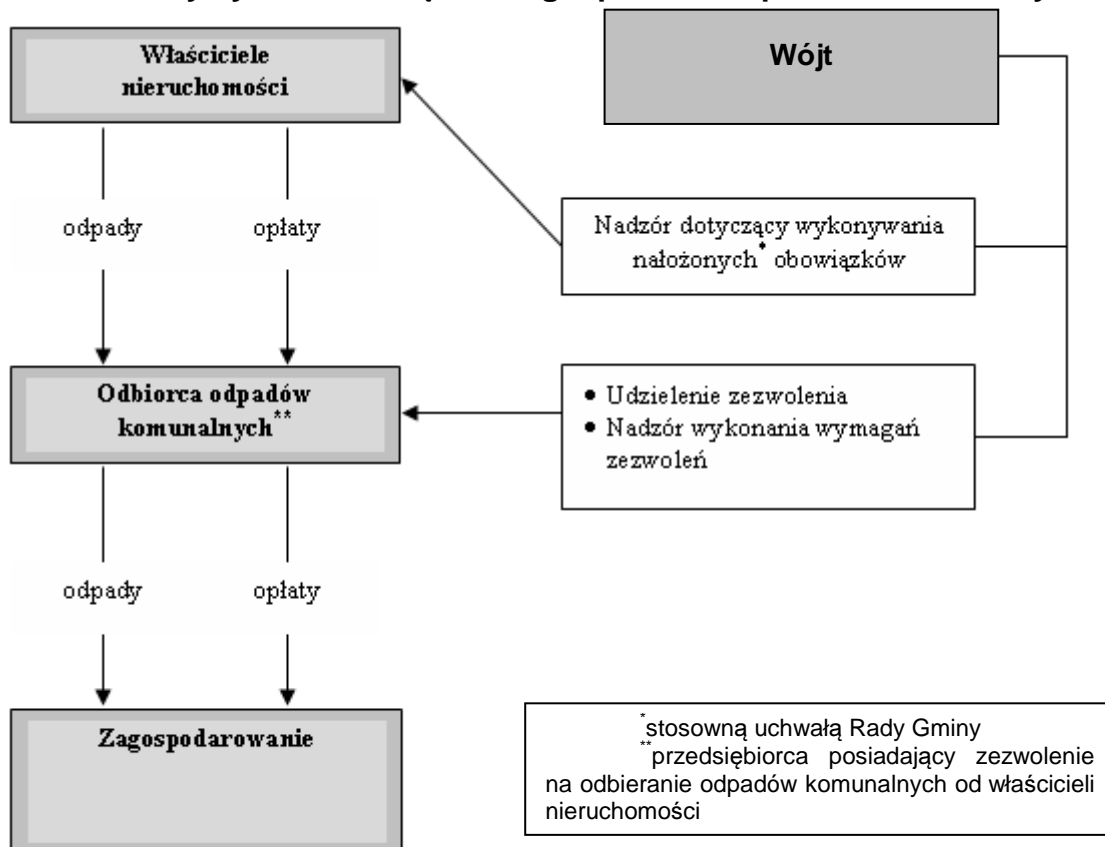 Właściciele
nieruchomości
Wójt
odpady opłaty
Nadzór dotyczący wykonywania
nałożonych* obowiązków
Odbiorca odpadów
komunalnych**
• Udzielenie zezwolenia
• Nadzór wykonania wymagań
zezwoleń
odpady opłaty
Zagospodarowanie
*stosowną uchwałą Rady Gminy
**przedsiębiorca posiadający zezwolenie
na odbieranie odpadów komunalnych od właścicieli
nieruchomości